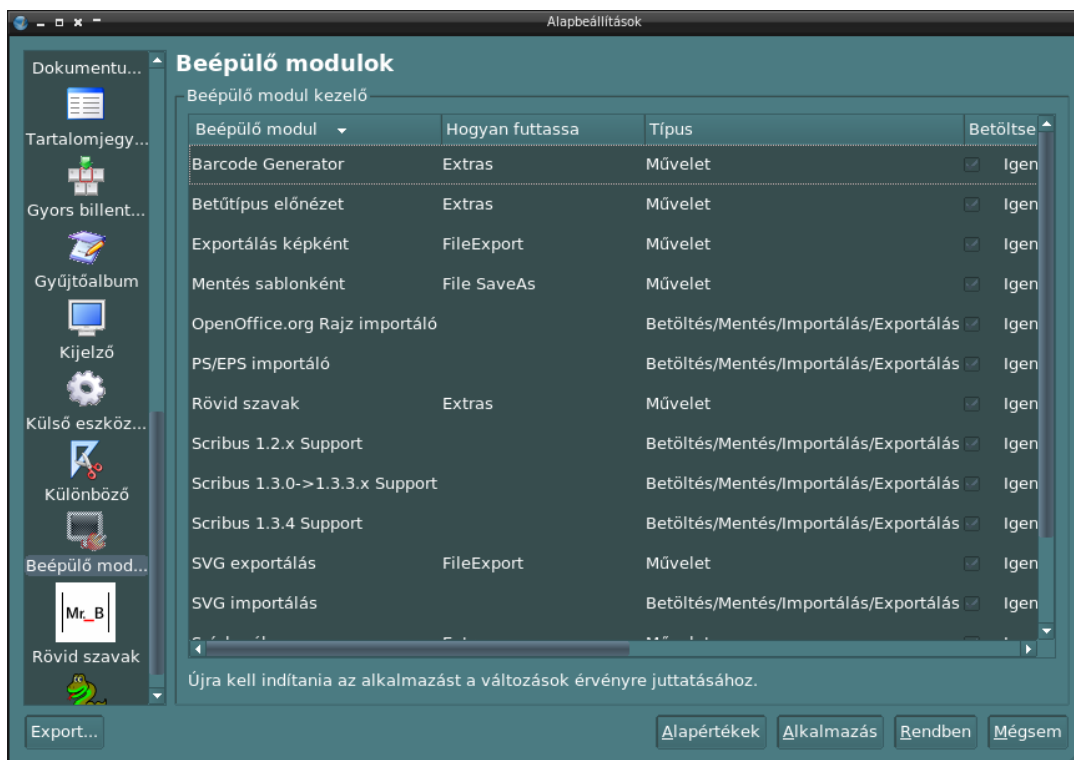 Alapbeállítások
Dokumentu...
Tartalomjegy...
Gyors billent...
Gyűjtőalbum
Kijelző
Külső eszköz...
Különböző
Beépülő mod...
Mr._B
Rövid szavak
Beépülő modulok
Beépülő modul kezelő
Beépülő modul Hogyan futtassa Típus Betöltse
Barcode Generator Extras Művelet Igen
Betűtípus előnézet Extras Művelet Igen
Exportálás képként FileExport Művelet Igen
Mentés sablonként File SaveAs Művelet Igen
OpenOffice.org Rajz importáló Betöltés/Mentés/Importálás/Exportálás Igen
PS/EPS importáló Betöltés/Mentés/Importálás/Exportálás Igen
Rövid szavak Extras Művelet Igen
Scribus 1.2.x Support Betöltés/Mentés/Importálás/Exportálás Igen
Scribus 1.3.0->1.3.3.x Support Betöltés/Mentés/Importálás/Exportálás Igen
Scribus 1.3.4 Support Betöltés/Mentés/Importálás/Exportálás Igen
SVG exportálás FileExport Művelet Igen
SVG importálás Betöltés/Mentés/Importálás/Exportálás Igen
Újra kell indítania az alkalmazást a változások érvényre juttatásához.
Export... Alapértékek Alkalmazás Rendben Mégsem